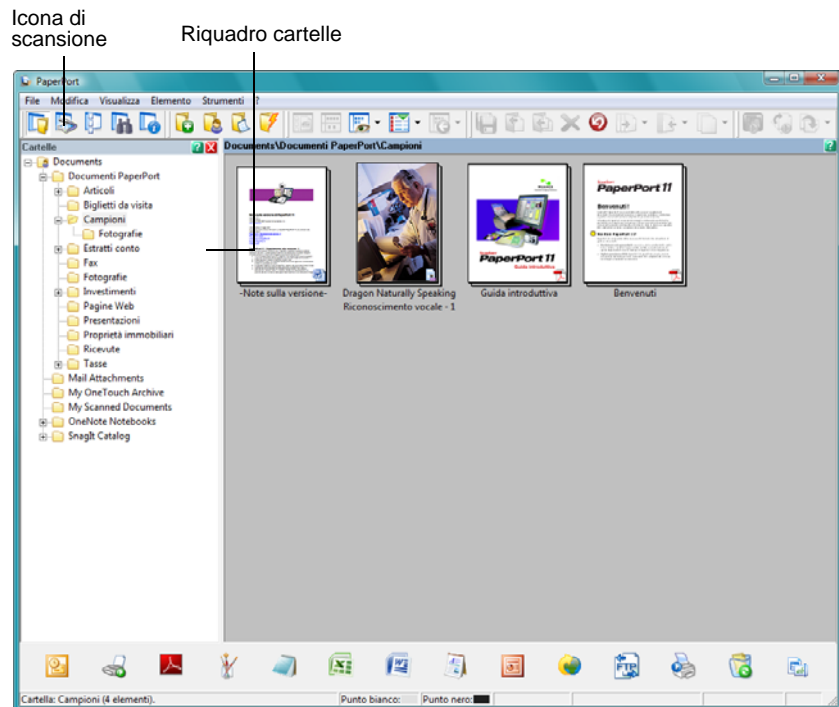 Icona di
scansione
Riquadro cartelle
PaperPort
File Modifica Visualizza Elemento Strumenti ?
Cartelle
Documents\Documenti PaperPort\Campioni
Documents
Documenti PaperPort
Articoli
Biglietti da visita
Campioni
Fotografie
Estratti conto
Fax
Fotografie
Investimenti
Pagine Web
Presentazioni
Proprietà immobiliari
Ricevute
Tasse
Mail Attachments
My OneTouch Archive
My Scanned Documents
OneNote Notebooks
SnagIt Catalog
PaperPort 11
Guida introduttiva
PaperPort 11
Benvenuti!
-Note sulla versione-
Dragon Naturally Speaking
Riconoscimento vocale - 1
Guida introduttiva
Benvenuti
FTP
Cartella: Campioni (4 elementi).
Punto bianco:
Punto nero: